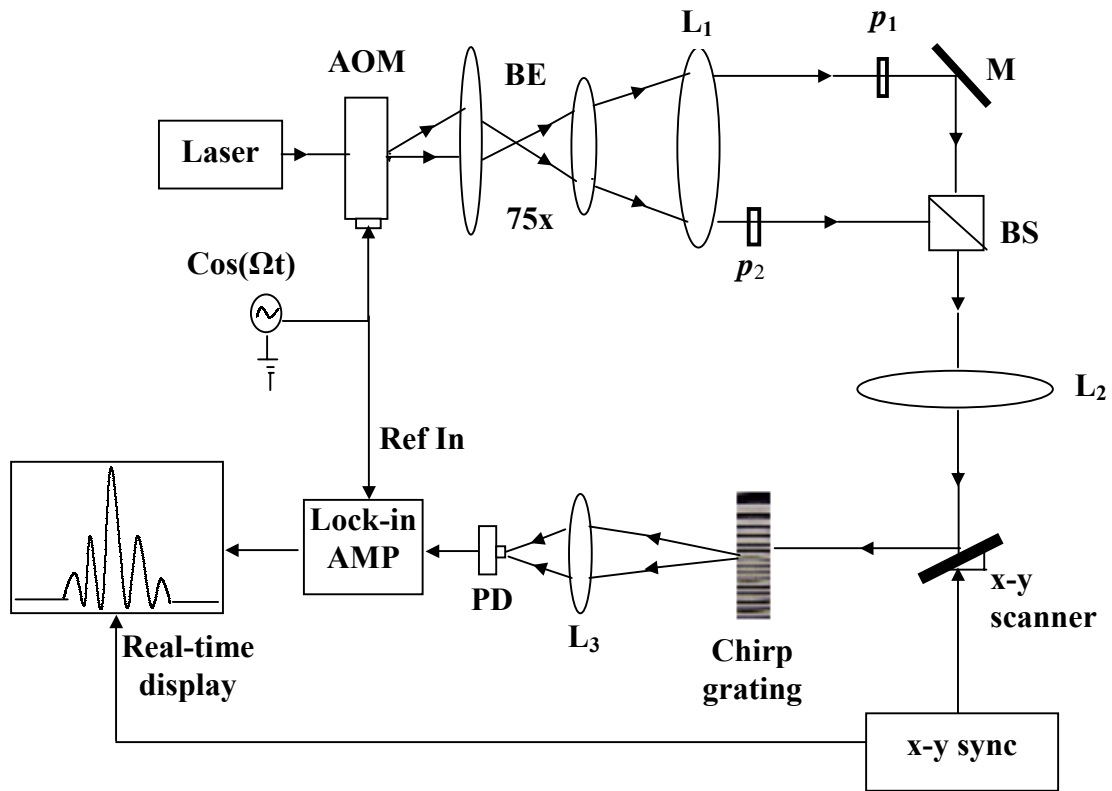 L₁
p₁
M
AOM
BE
Laser
75x
p₂
BS
Cos(Ωt)
L₂
Ref In
Lock-in
AMP
PD
L₃
Chirp
grating
x-y
scanner
Real-time
display
x-y sync